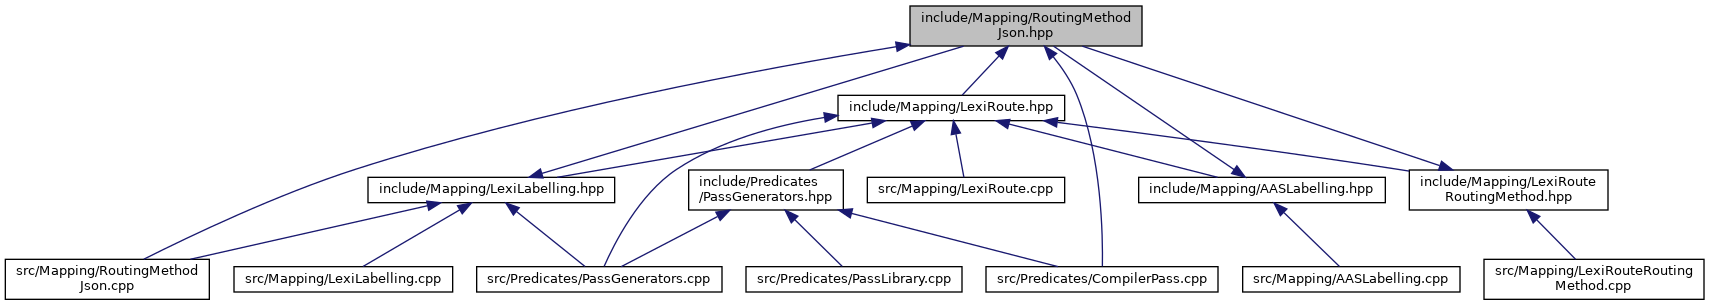 include/Mapping/RoutingMethod
Json.hpp
include/Mapping/LexiRoute.hpp
include/Mapping/LexiLabelling.hpp
include/Predicates
/PassGenerators.hpp
src/Mapping/LexiRoute.cpp
include/Mapping/AASLabelling.hpp
include/Mapping/LexiRoute
RoutingMethod.hpp
src/Mapping/RoutingMethod
Json.cpp
src/Mapping/LexiLabelling.cpp
src/Predicates/PassGenerators.cpp
src/Predicates/PassLibrary.cpp
src/Predicates/CompilerPass.cpp
src/Mapping/AASLabelling.cpp
src/Mapping/LexiRouteRouting
Method.cpp